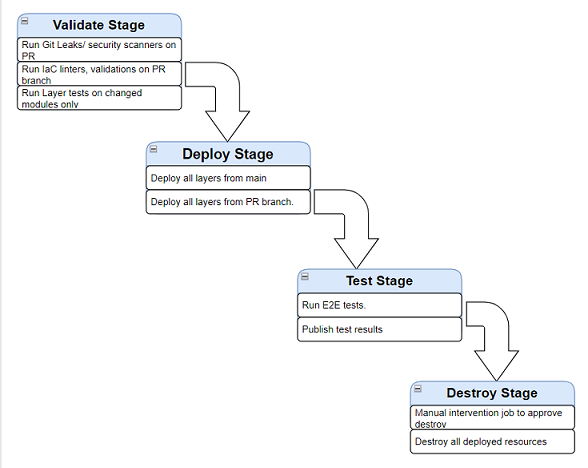 Validate Stage
Run Git Leaks/ security scanners on
PR
Run IaC linters, validations on PR
branch
Run Layer tests on changed
modules only
Deploy Stage
Deploy all layers from main
Deploy all layers from PR branch.
Test Stage
Run E2E tests.
Publish test results
Destroy Stage
Manual intervention job to approve
destroy
Destroy all deployed resources